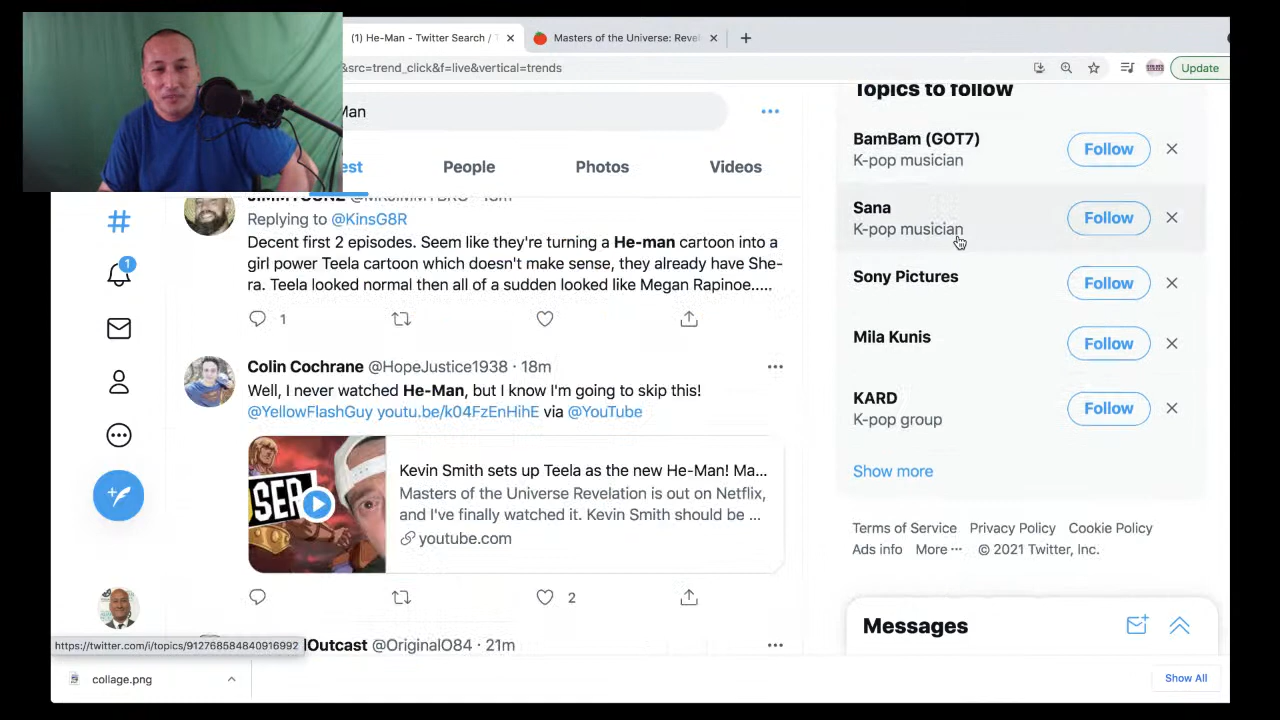 (1) He-Man - Twitter Search /
Masters of the Universe: Reve
&src=trend_click&f=live&vertical=trends
Update
Man
est
People
Photos
Videos
Replying to @KinsG8R
Decent first 2 episodes. Seem like they're turning a He-man cartoon into a
girl power Teela cartoon which doesn't make sense, they already have She-
ra. Teela looked normal then all of a sudden looked like Megan Rapinoe.....
1
1
Colin Cochrane @HopeJustice1938 · 18m
Well, I never watched He-Man, but I know I'm going to skip this!
@YellowFlashGuy youtu.be/k04FzEnHihE via @YouTube
SER
Kevin Smith sets up Teela as the new He-Man! Ma...
Masters of the Universe Revelation is out on Netflix,
and I've finally watched it. Kevin Smith should be ...
youtube.com
2
lOutcast @OriginalO84 · 21m
https://twitter.com/i/topics/912768584840916992
collage.png
Show All
Topics to follow
BamBam (GOT7)
K-pop musician
Follow
Sana
K-pop musician
Follow
Sony Pictures
Follow
Mila Kunis
Follow
KARD
K-pop group
Follow
Show more
Terms of Service Privacy Policy Cookie Policy
Ads info More ··· © 2021 Twitter, Inc.
Messages